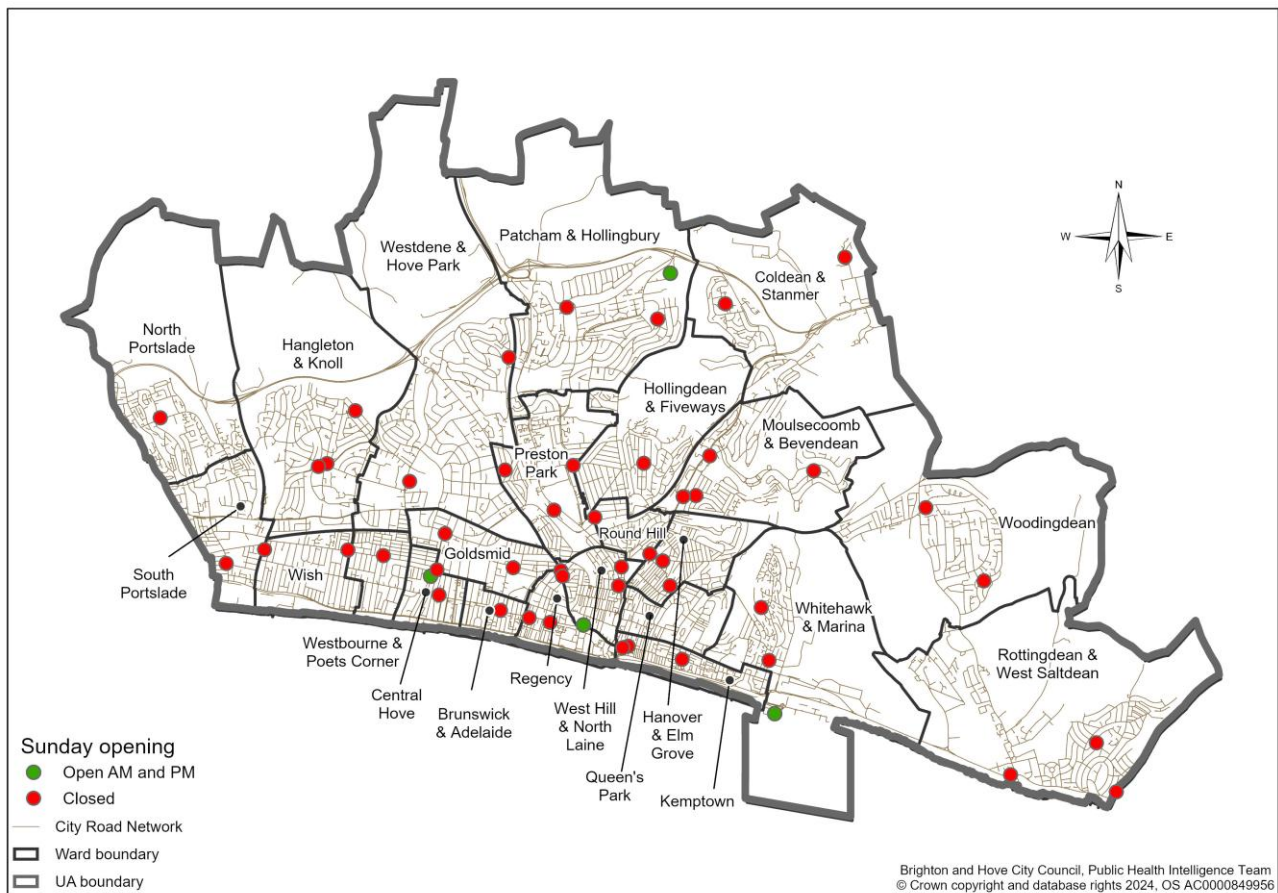 N
W
E
S
Patcham & Hollingbury
Westdene &
Hove Park
Coldean &
Stanmer
North
Portslade
Hangleton
& Knoll
Hollingdean
& Fiveways
Moulsecoomb
& Bevendean
Preston
Park
Woodingdean
Round Hill
Goldsmid
South
Portslade
Wish
Whitehawk
& Marina
Westbourne &
Poets Corner
Rottingdean &
West Saltdean
Regency
Central
Hove
Brunswick
& Adelaide
West Hill
& North
Laine
Hanover
& Elm
Grove
Queen's
Park
Kemptown
Sunday opening
Open AM and PM
Closed
City Road Network
Ward boundary
UA boundary
Brighton and Hove City Council, Public Health Intelligence Team
© Crown copyright and database rights 2024, OS AC0000849956